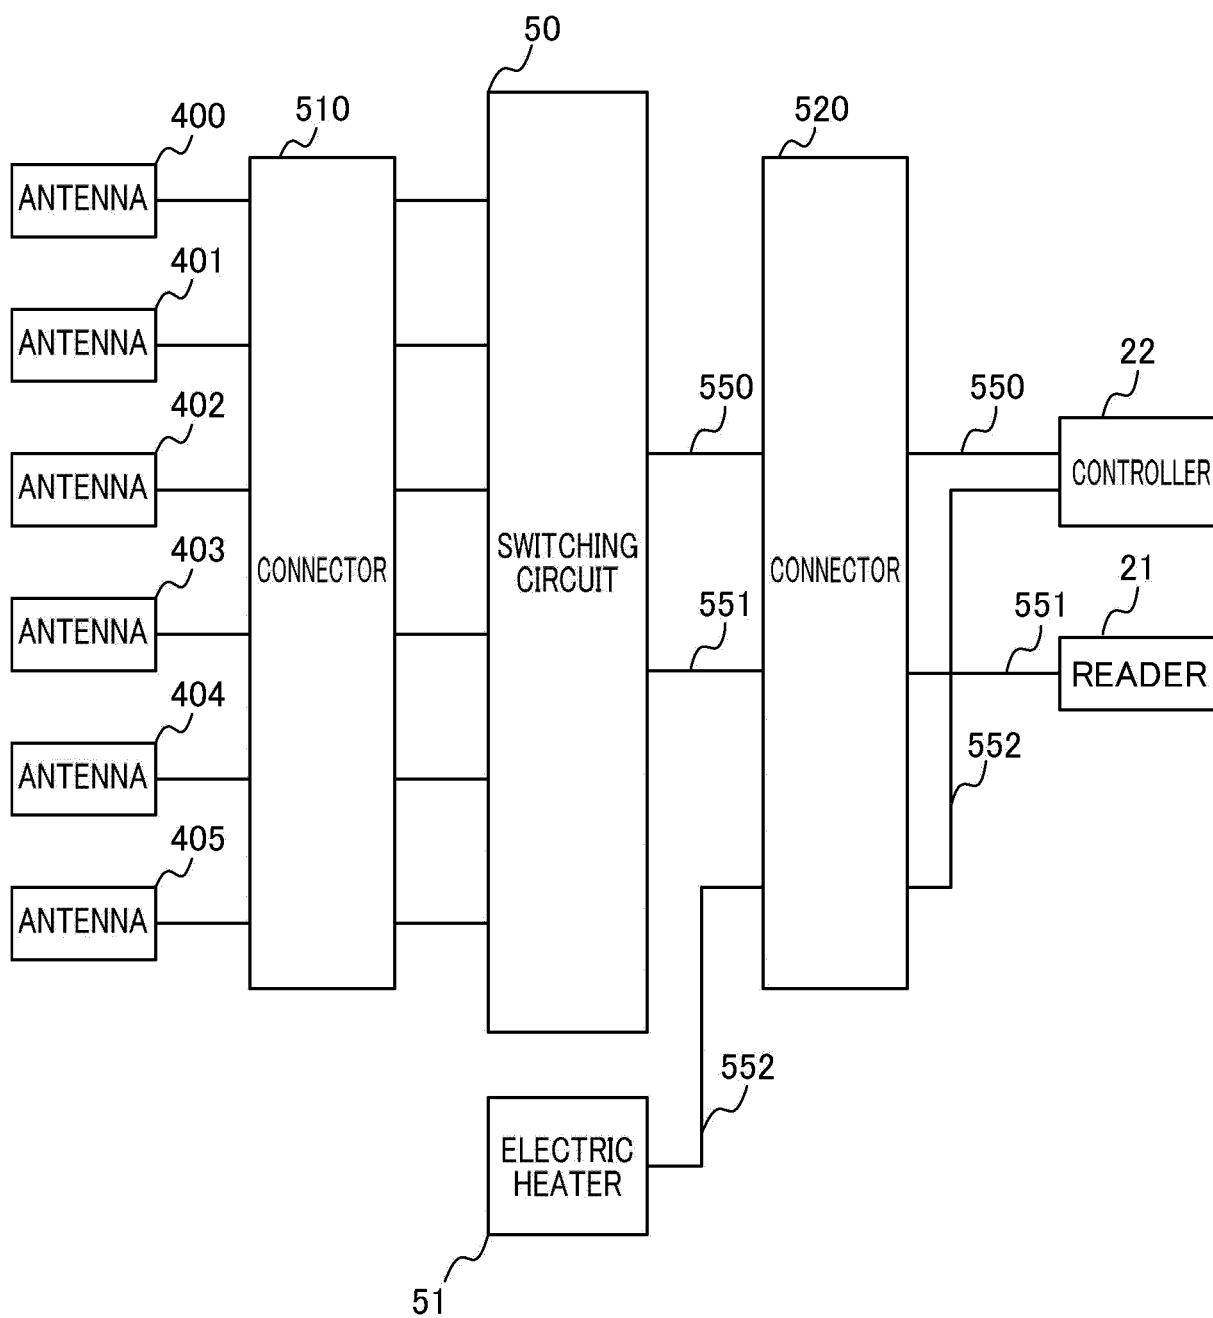 50
400
510
520
ANTENNA
401
ANTENNA
22
402
550
550
ANTENNA
CONTROLLER
403
SWITCHING
CIRCUIT
CONNECTOR
CONNECTOR
21
551
551
ANTENNA
READER
404
552
ANTENNA
405
ANTENNA
552
ELECTRIC
HEATER
51